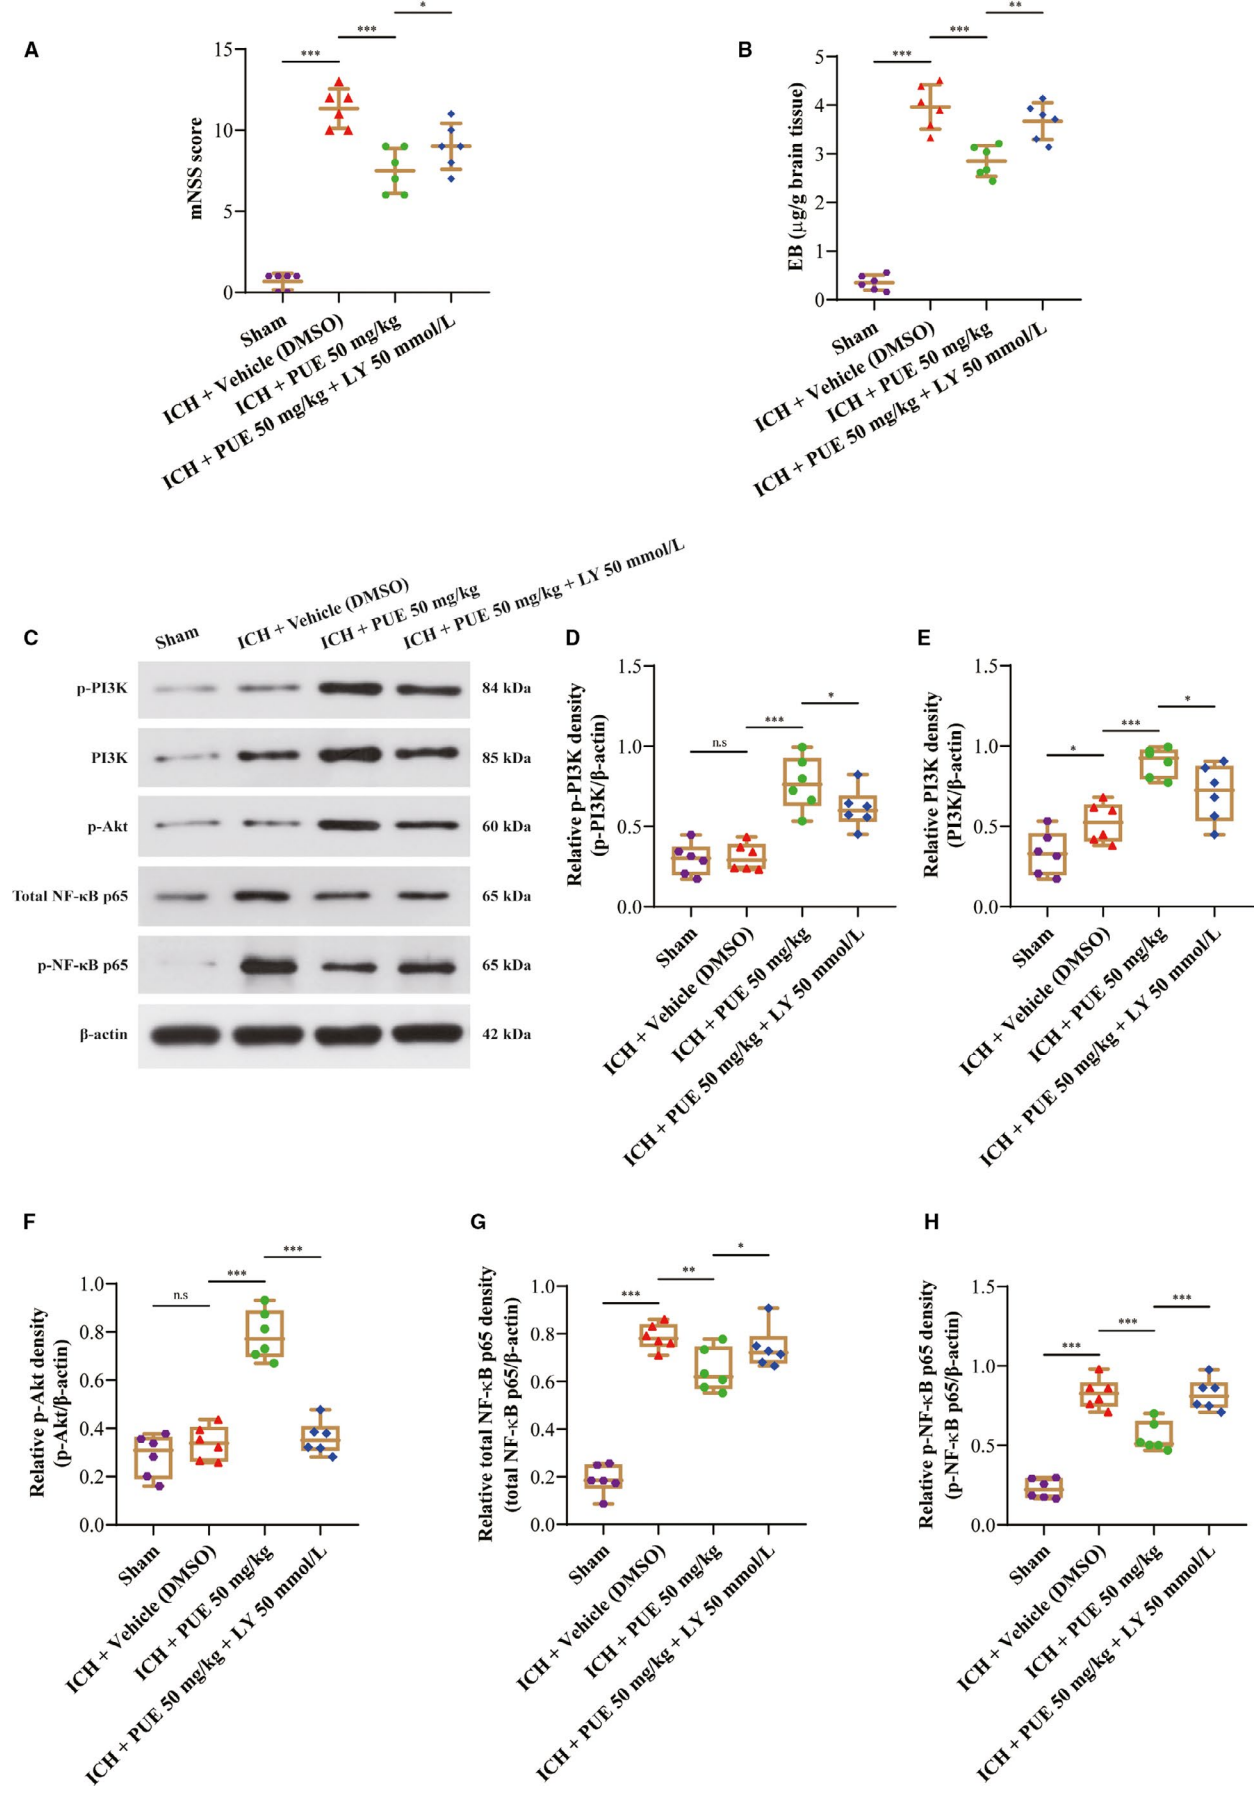 A
mNSS score
15
10
5
0
***
***
*
Sham
ICH + Vehicle (DMSO)
ICH + PUE 50 mg/kg
ICH + PUE 50 mg/kg + LY 50 mmol/L
B
EB (μg/g brain tissue)
5
4
3
2
1
0
***
***
**
Sham
ICH + Vehicle (DMSO)
ICH + PUE 50 mg/kg
ICH + PUE 50 mg/kg + LY 50 mmol/L
C
Sham
ICH + Vehicle (DMSO)
ICH + PUE 50 mg/kg
ICH + PUE 50 mg/kg + LY 50 mmol/L
p-PI3K 84 kDa
PI3K 85 kDa
p-Akt 60 kDa
Total NF-κB p65 65 kDa
p-NF-κB p65 65 kDa
β-actin 42 kDa
D
Relative p-PI3K density
(p-PI3K/β-actin)
1.5
1.0
0.5
0.0
n.s
***
*
Sham
ICH + Vehicle (DMSO)
ICH + PUE 50 mg/kg
ICH + PUE 50 mg/kg + LY 50 mmol/L
E
Relative PI3K density
(PI3K/β-actin)
1.5
1.0
0.5
0.0
*
***
*
Sham
ICH + Vehicle (DMSO)
ICH + PUE 50 mg/kg
ICH + PUE 50 mg/kg + LY 50 mmol/L
F
Relative p-Akt density
(p-Akt/β-actin)
1.0
0.8
0.6
0.4
0.2
0.0
n.s
***
***
Sham
ICH + Vehicle (DMSO)
ICH + PUE 50 mg/kg
ICH + PUE 50 mg/kg + LY 50 mmol/L
G
Relative total NF-κB p65 density
(total NF-κB p65/β-actin)
1.0
0.8
0.6
0.4
0.2
0.0
***
**
*
Sham
ICH + Vehicle (DMSO)
ICH + PUE 50 mg/kg
ICH + PUE 50 mg/kg + LY 50 mmol/L
H
Relative p-NF-κB p65 density
(p-NF-κB p65/β-actin)
1.5
1.0
0.5
0.0
***
***
***
Sham
ICH + Vehicle (DMSO)
ICH + PUE 50 mg/kg
ICH + PUE 50 mg/kg + LY 50 mmol/L